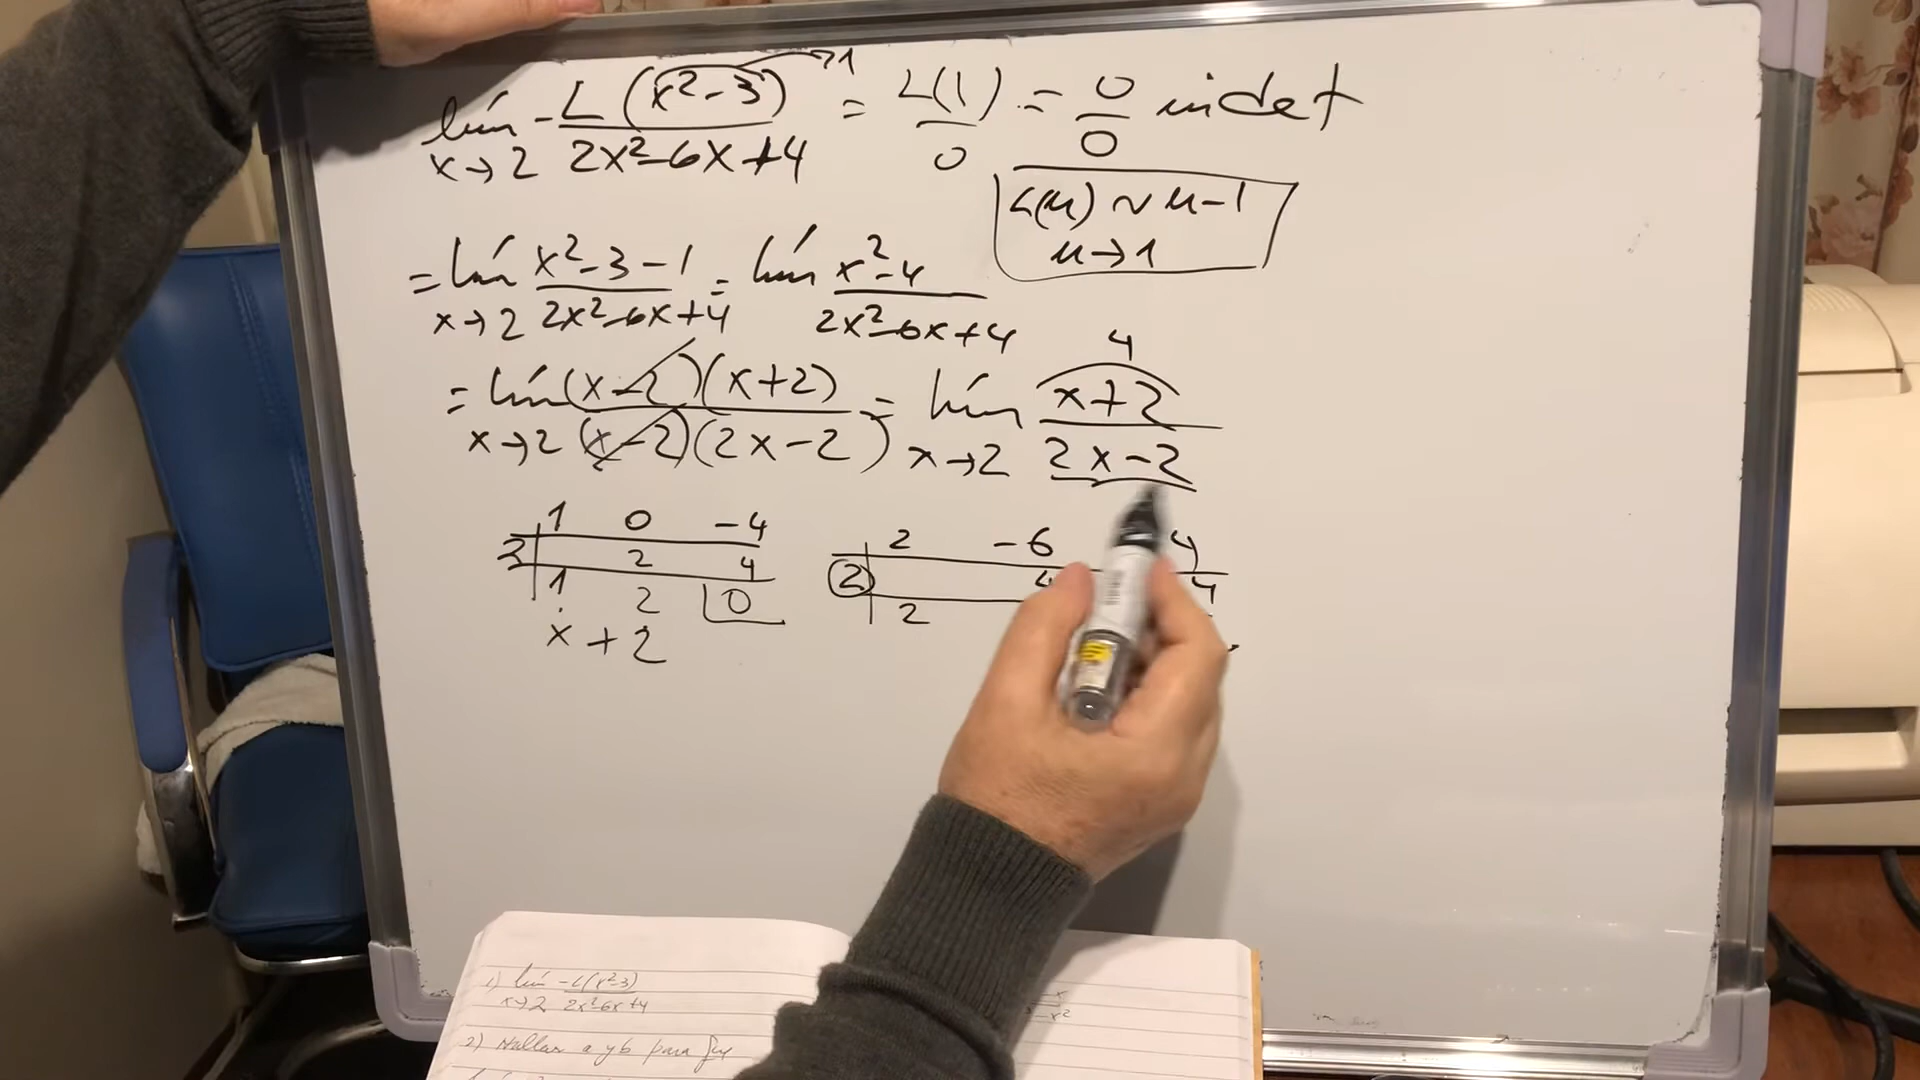 lím -L(x²-3)/2x²-6x+4 = L(1)/0 = 0/0 indet
x→2
1
L(u) ~ u-1
u→1
= lím x²-3-1/2x²-6x+4 = lím x²-4/2x²-6x+4
x→2
4
= lím (x-2)(x+2)/(x-2)(2x-2) = lím x+2/2x-2
x→2 x→2
1 0 -4
2 2 4
1 2 0
x+2
2 -6 4
2 4
2
1) lím -L(x²-3)/2x²-6x+4
x→2
2) Hallar a y b para